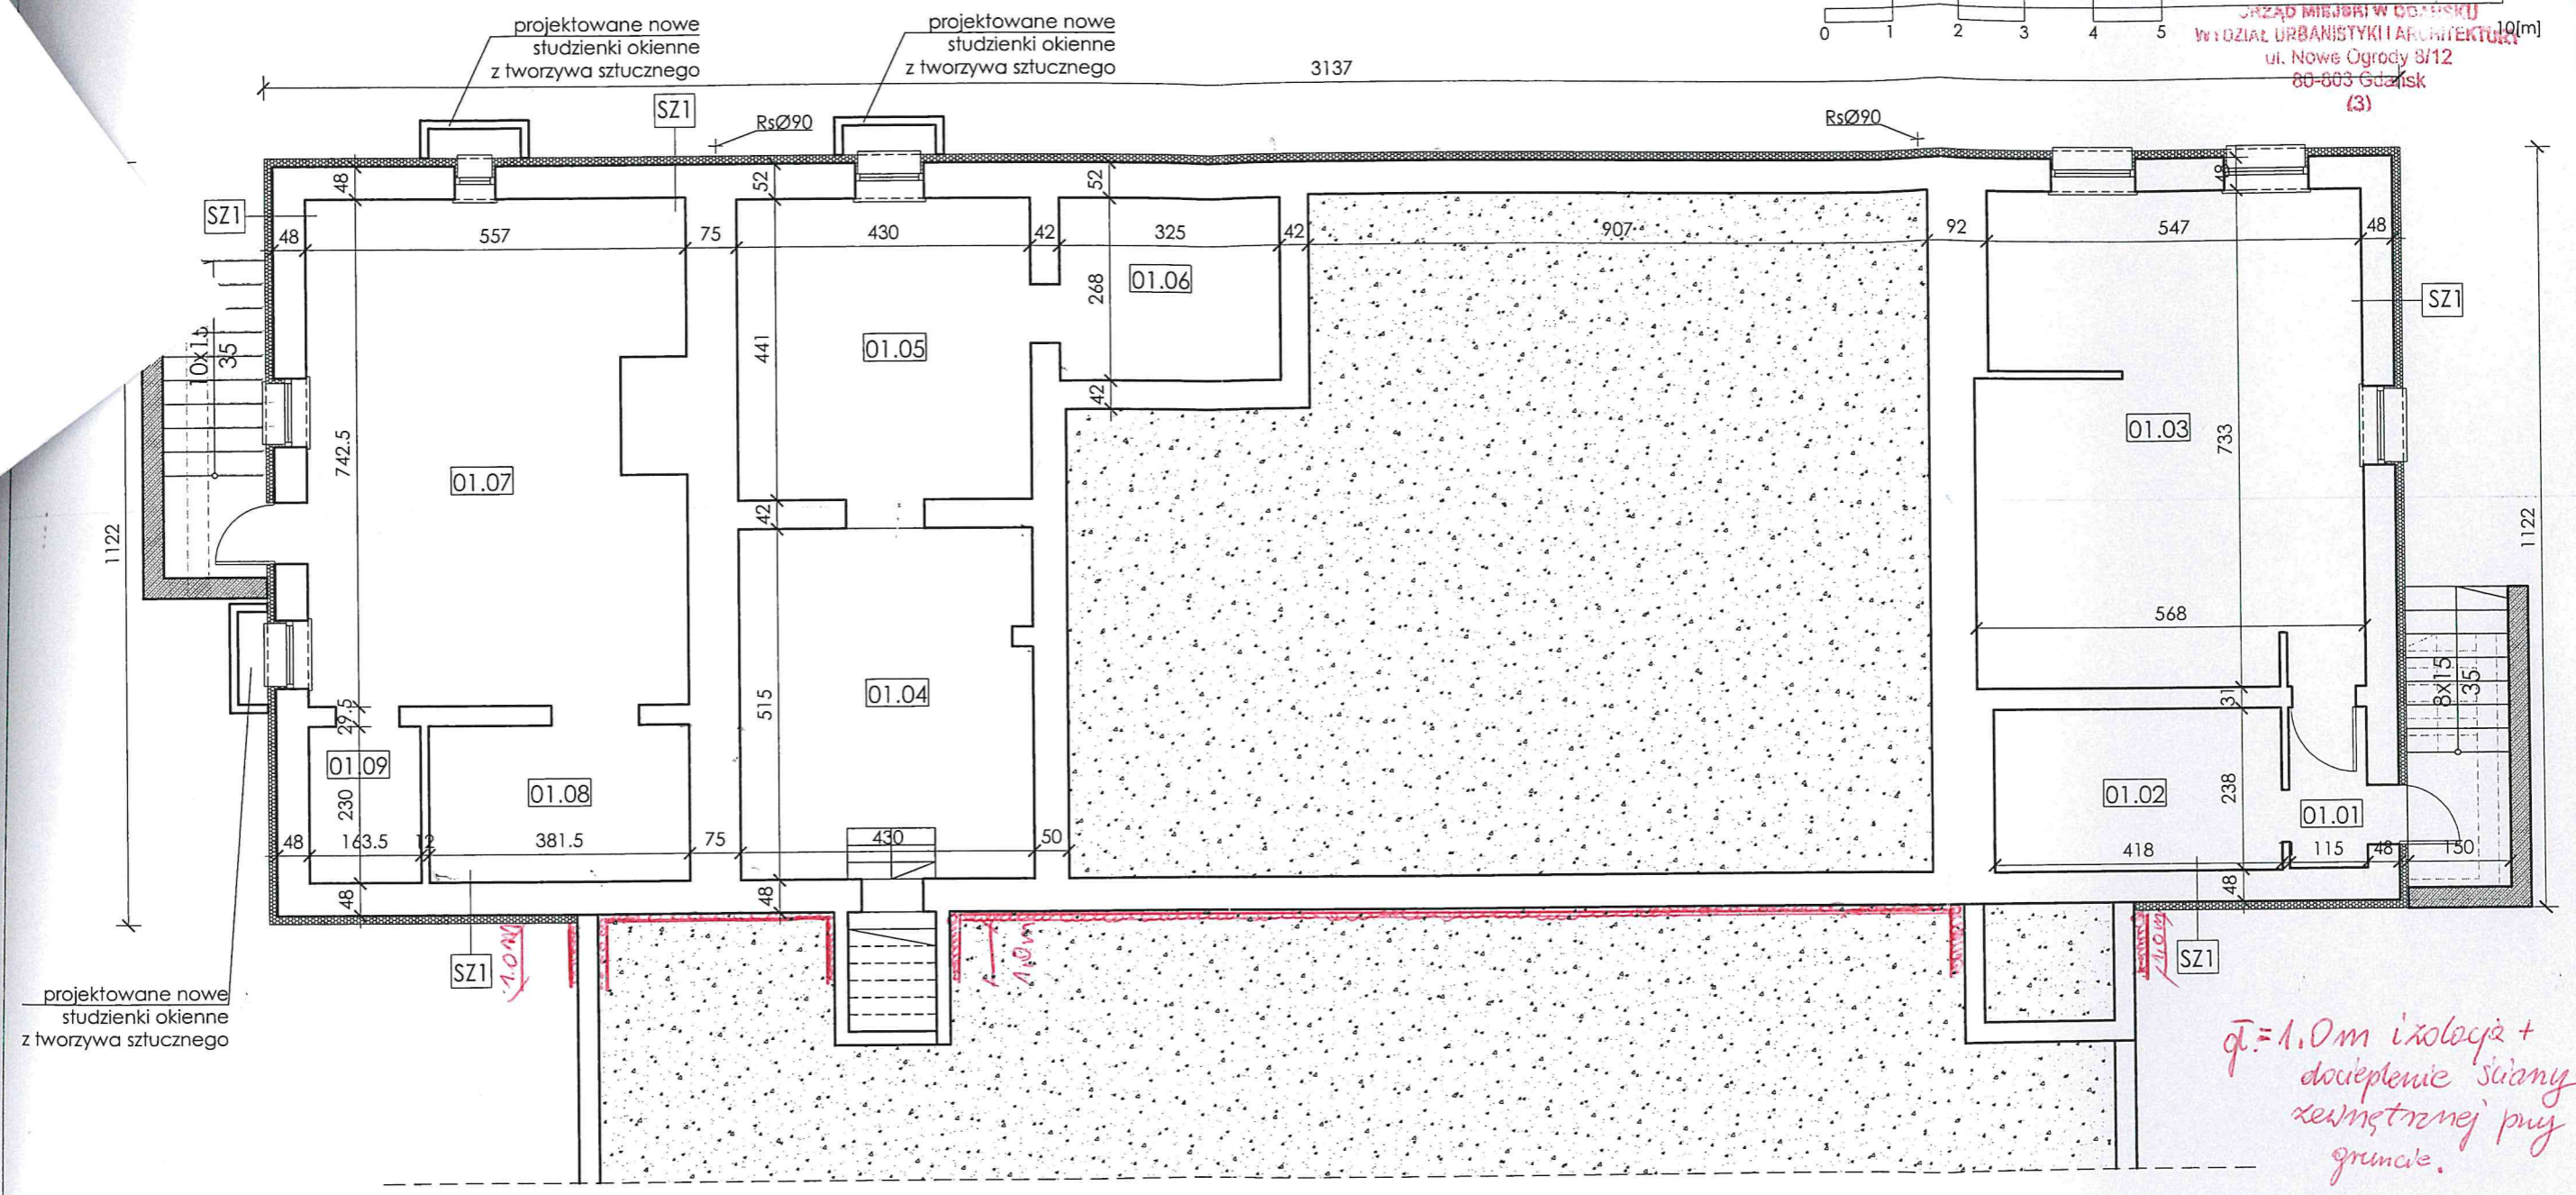 projektowane nowe
studzienki okienne
z tworzywa sztucznego
projektowane nowe
studzienki okienne
z tworzywa sztucznego
3137
0 1 2 3 4 5 10[m]
URZĄD MIEJSKI W GDAŃSKU
WYDZIAŁ URBANISTYKI I ARCHITEKTURY
ul. Nowe Ogrody 8/12
80-803 Gdańsk
(3)
SZ1
RsØ90
RsØ90
48
52
52
48
SZ1
48 557 75 430 42 325 42 907 92 547 48
01.06
268
SZ1
10x15
35
441
01.05
42
742.5
01.07
01.03
733
42
1122
1122
568
515
01.04
8x15
35
31
29.5
01.09
230
01.08
01.02
238
01.01
48 163.5 12 381.5 75 430 50
418 115 48 150
48
48
48
SZ1
1.0m
1.0m
1.0m
SZ1
projektowane nowe
studzienki okienne
z tworzywa sztucznego
gł.=1.0m izolacja +
docieplenie ściany
zewnętrznej przy
gruncie.